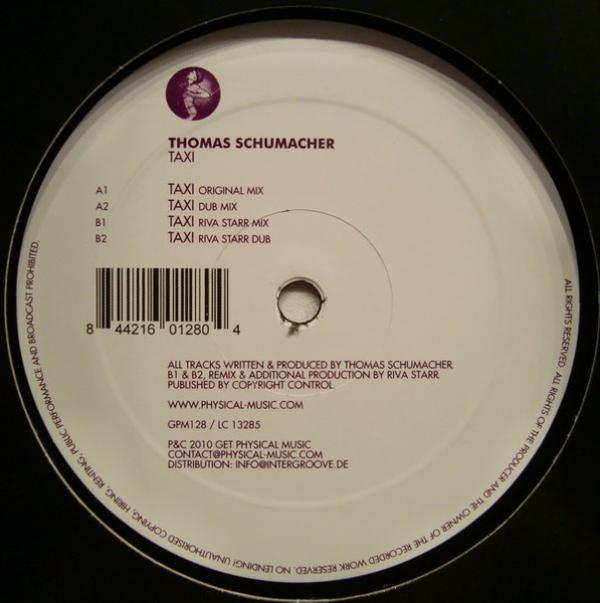 THOMAS SCHUMACHER
TAXI
A1 TAXI ORIGINAL MIX
A2 TAXI DUB MIX
B1 TAXI RIVA STARR MIX
B2 TAXI RIVA STARR DUB
8 44216 01280 4
ALL TRACKS WRITTEN & PRODUCED BY THOMAS SCHUMACHER.
B1 & B2, REMIX & ADDITIONAL PRODUCTION BY RIVA STARR.
PUBLISHED BY COPYRIGHT CONTROL.
WWW.PHYSICAL-MUSIC.COM
GPM128 / LC 13285
P&C 2010 GET PHYSICAL MUSIC
CONTACT@PHYSICAL-MUSIC.COM
DISTRIBUTION: INFO@INTERGROOVE.DE
ALL RIGHTS RESERVED. ALL RIGHTS OF THE PRODUCER AND THE OWNER OF THE RECORDED WORK RESERVED. NO LENDING! UNAUTHORISED COPYING, HIRING, RENTING, PUBLIC PERFORMANCE AND BROADCAST PROHIBITED.